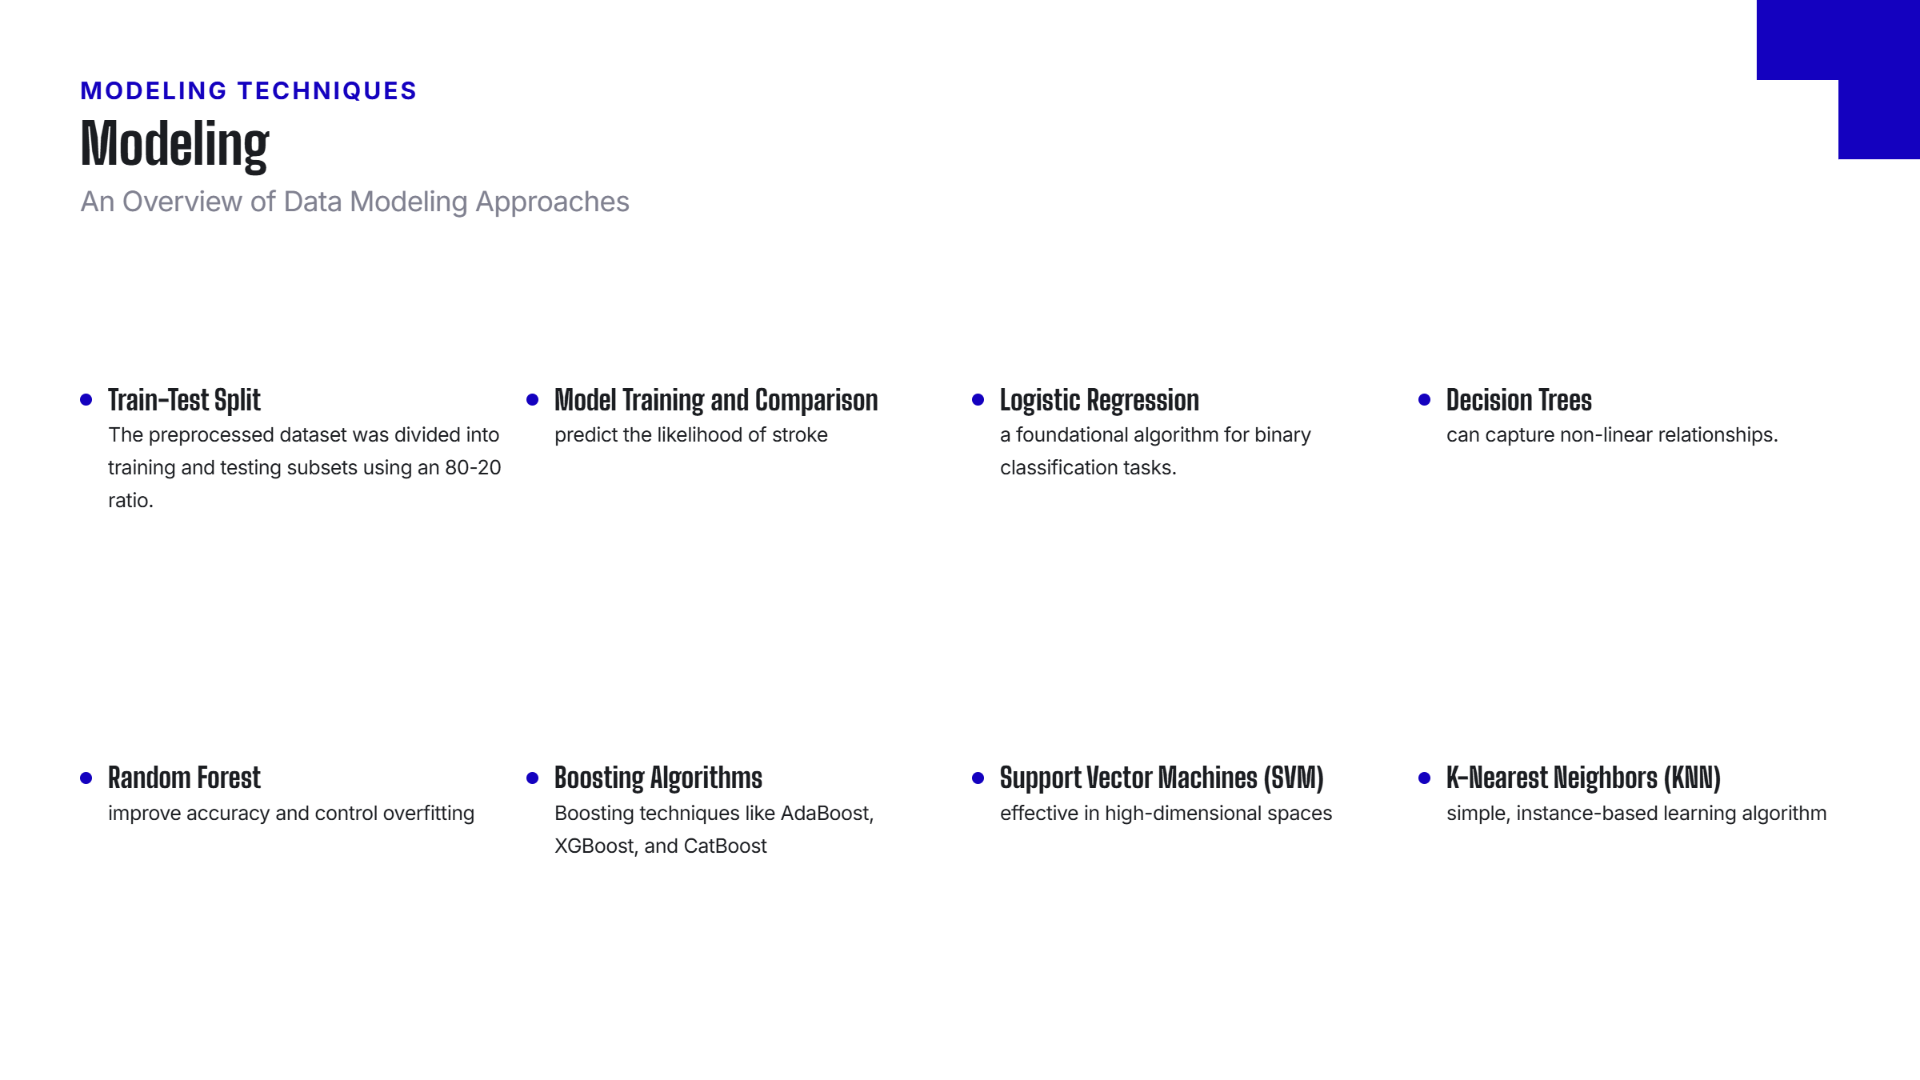 MODELING TECHNIQUES
Modeling
An Overview of Data Modeling Approaches
Train-Test Split
The preprocessed dataset was divided into
training and testing subsets using an 80-20
ratio.
Model Training and Comparison
predict the likelihood of stroke
Logistic Regression
a foundational algorithm for binary
classification tasks.
Decision Trees
can capture non-linear relationships.
Random Forest
improve accuracy and control overfitting
Boosting Algorithms
Boosting techniques like AdaBoost,
XGBoost, and CatBoost
Support Vector Machines (SVM)
effective in high-dimensional spaces
K-Nearest Neighbors (KNN)
simple, instance-based learning algorithm